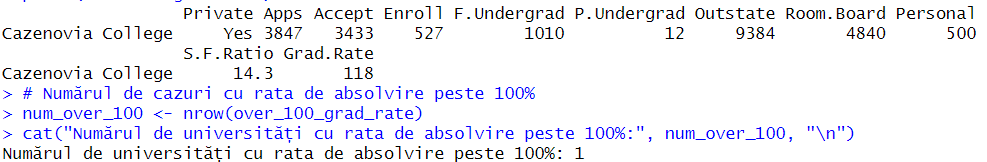 Private Apps Accept Enroll F.Undergrad P.Undergrad Outstate Room.Board Personal
Cazenovia College Yes 3847 3433 527 1010 12 9384 4840 500
S.F.Ratio Grad.Rate
Cazenovia College 14.3 118
> # Numărul de cazuri cu rata de absolvire peste 100%
> num_over_100 <- nrow(over_100_grad_rate)
> cat("Numărul de universități cu rata de absolvire peste 100%:", num_over_100, "\n")
Numărul de universități cu rata de absolvire peste 100%: 1